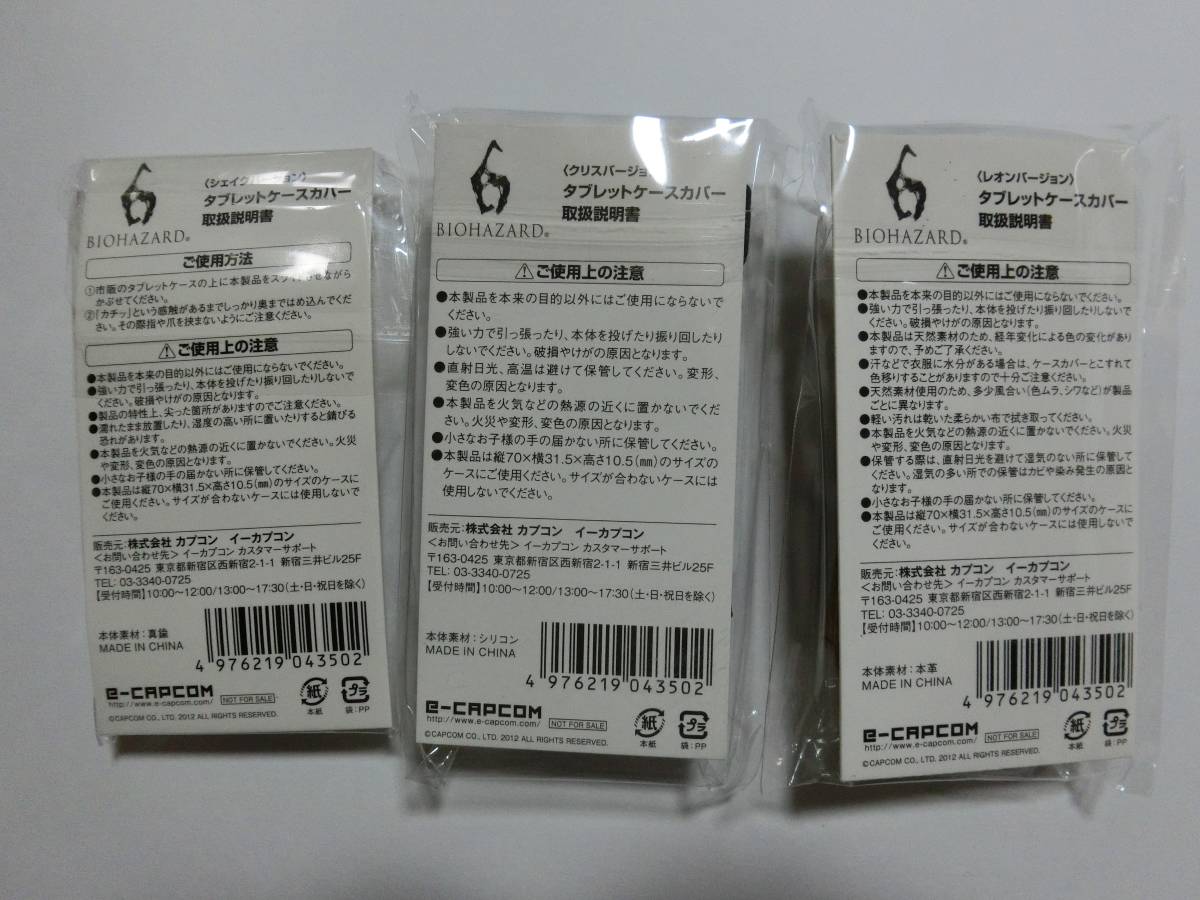 〈ジェイクバージョン〉
タブレットケースカバー
取扱説明書
BIOHAZARD®
ご使用方法
①市販のタブレットケースの上に本製品をスライドさせながら
かぶせてください。
②「カチッ」という感触があるまでしっかり奥まではめ込んでくだ
さい。その際指や爪を挟まないようにご注意ください。
⚠ご使用上の注意
●本製品を本来の目的以外にはご使用にならないでください。
●強い力で引っ張ったり、本体を投げたり振り回したりしないで
ください。破損やけがの原因となります。
●製品の特性上、尖った箇所がありますのでご注意ください。
●濡れたまま放置したり、湿度の高い所に置いたりすると錆びる
恐れがあります。
●本製品を火気などの熱源の近くに置かないでください。火災
や変形、変色の原因となります。
●小さなお子様の手の届かない所に保管してください。
●本製品は縦70×横31.5×高さ10.5(㎜)のサイズのケースに
ご使用ください。サイズが合わないケースには使用しないで
ください。
販売元:株式会社 カプコン イーカプコン
＜お問い合わせ先＞ イーカプコン カスタマーサポート
〒163-0425 東京都新宿区西新宿2-1-1 新宿三井ビル25F
TEL: 03-3340-0725
【受付時間】10:00～12:00/13:00～17:30(土・日・祝日を除く)
本体素材:真鍮
MADE IN CHINA
4 976219 043502
e-CAPCOM
http://www.e-capcom.com/
NOT FOR SALE
紙
本紙
プラ
袋:PP
©CAPCOM CO., LTD. 2012 ALL RIGHTS RESERVED.
〈クリスバージョン〉
タブレットケースカバー
取扱説明書
BIOHAZARD®
⚠ご使用上の注意
●本製品を本来の目的以外にはご使用にならないで
ください。
●強い力で引っ張ったり、本体を投げたり振り回したり
しないでください。破損やけがの原因となります。
●直射日光、高温は避けて保管してください。変形、
変色の原因となります。
●本製品を火気などの熱源の近くに置かないでくだ
さい。火災や変形、変色の原因となります。
●小さなお子様の手の届かない所に保管してください。
●本製品は縦70×横31.5×高さ10.5(㎜)のサイズの
ケースにご使用ください。サイズが合わないケースには
使用しないでください。
販売元:株式会社 カプコン イーカプコン
＜お問い合わせ先＞ イーカプコン カスタマーサポート
〒163-0425 東京都新宿区西新宿2-1-1 新宿三井ビル25F
TEL: 03-3340-0725
【受付時間】10:00～12:00/13:00～17:30(土・日・祝日を除く)
本体素材:シリコン
MADE IN CHINA
4 976219 043502
e-CAPCOM
http://www.e-capcom.com/
NOT FOR SALE
紙
本紙
プラ
袋:PP
©CAPCOM CO., LTD. 2012 ALL RIGHTS RESERVED.
〈レオンバージョン〉
タブレットケースカバー
取扱説明書
BIOHAZARD®
⚠ご使用上の注意
●本製品を本来の目的以外にはご使用にならないでください。
●強い力で引っ張ったり、本体を投げたり振り回したりしないで
ください。破損やけがの原因となります。
●本製品は天然素材のため、経年変化による色の変化があり
ますので、予めご了承ください。
●汗などで衣服に水分がある場合は、ケースカバーとこすれて
色移りすることがありますので十分ご注意ください。
●天然素材使用のため、多少風合い(色ムラ、シワなど)が製品
ごとに異なります。
●軽い汚れは乾いた柔らかい布で拭き取ってください。
●本製品を火気などの熱源の近くに置かないでください。火災
や変形、変色の原因となります。
●保管する際は、直射日光を避けて湿気のない所に保管して
ください。湿気の多い所での保管はカビや染み発生の原因と
なります。
●小さなお子様の手の届かない所に保管してください。
●本製品は縦70×横31.5×高さ10.5(㎜)のサイズのケースに
ご使用ください。サイズが合わないケースには使用しないで
ください。
販売元:株式会社 カプコン イーカプコン
＜お問い合わせ先＞ イーカプコン カスタマーサポート
〒163-0425 東京都新宿区西新宿2-1-1 新宿三井ビル25F
TEL: 03-3340-0725
【受付時間】10:00～12:00/13:00～17:30(土・日・祝日を除く)
本体素材:本革
MADE IN CHINA
4 976219 043502
e-CAPCOM
http://www.e-capcom.com/
NOT FOR SALE
紙
本紙
プラ
袋:PP
©CAPCOM CO., LTD. 2012 ALL RIGHTS RESERVED.